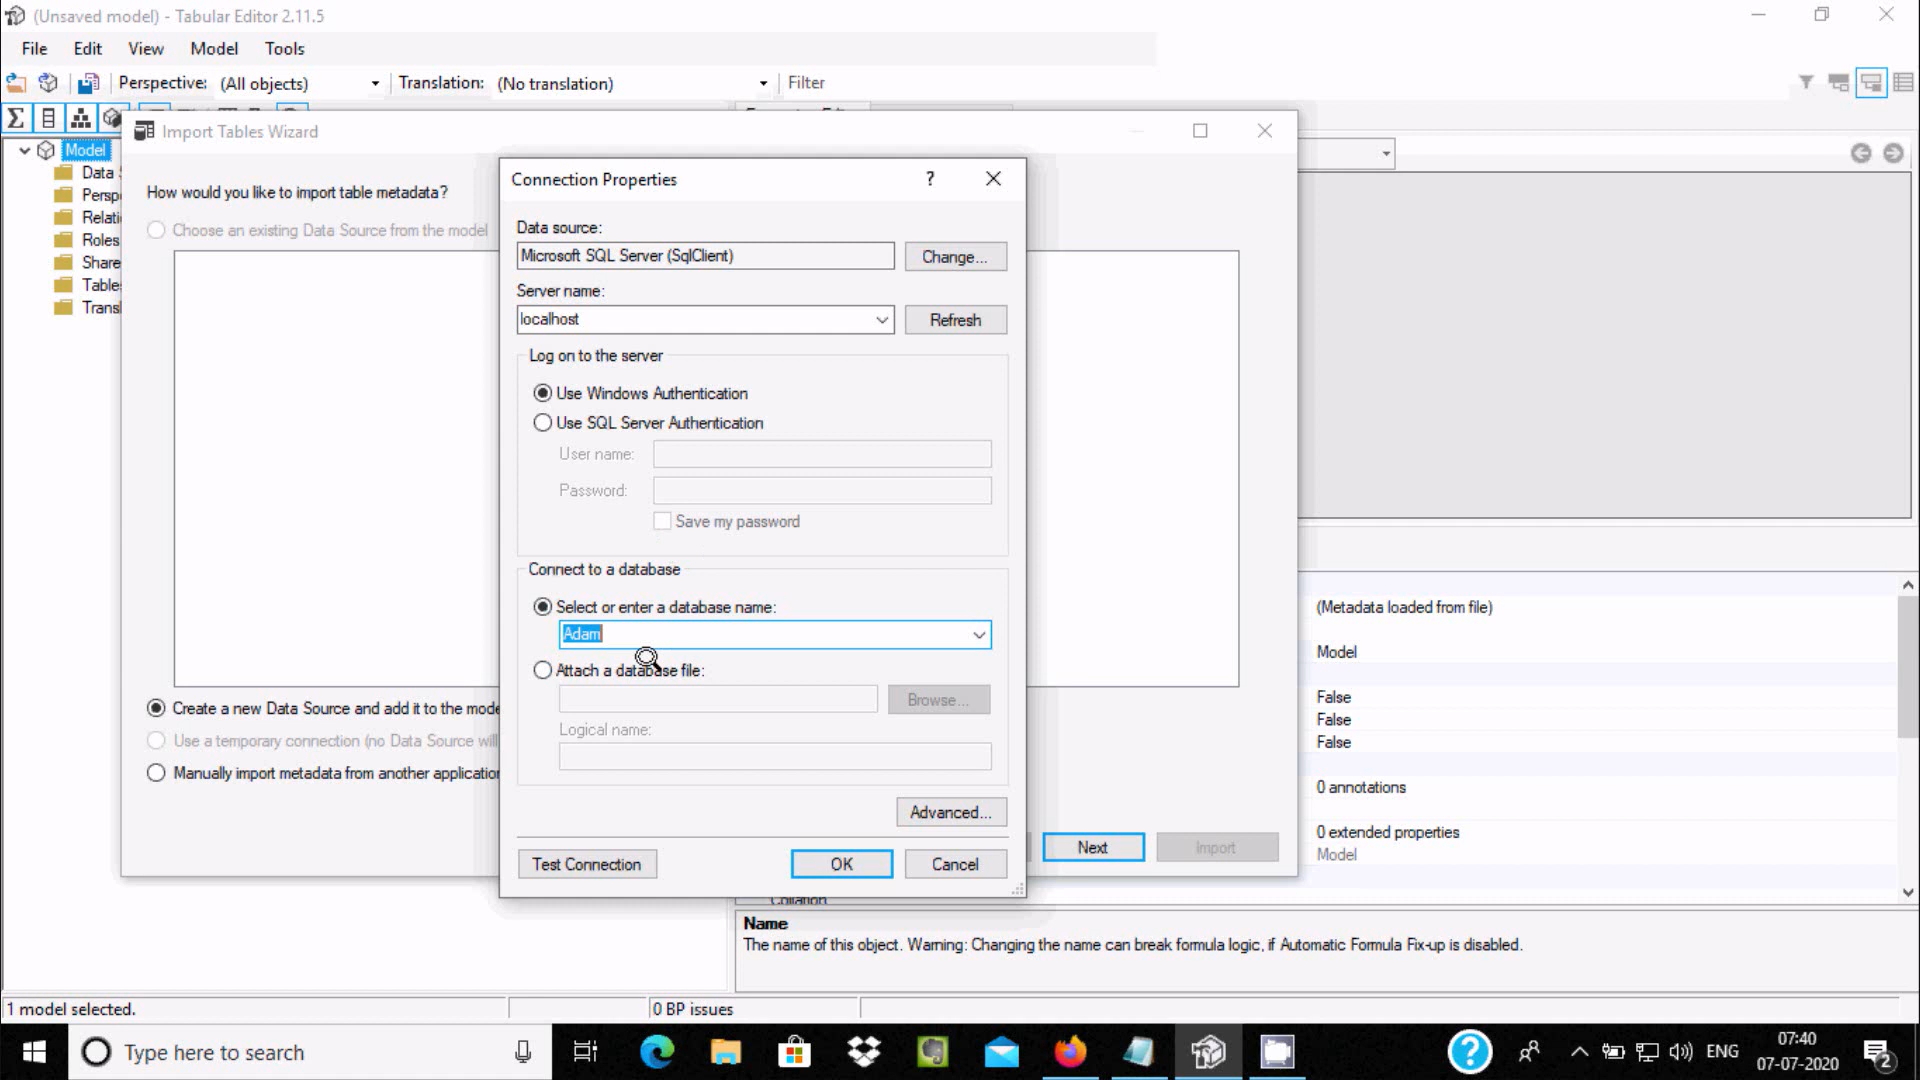 (Unsaved model) - Tabular Editor 2.11.5
File Edit View Model Tools
Perspective: (All objects) Translation: (No translation) Filter
Import Tables Wizard
Model
Data
Persp
Relati
Roles
Share
Table
Transl
How would you like to import table metadata?
Choose an existing Data Source from the model
Create a new Data Source and add it to the mode
Use a temporary connection (no Data Source will
Manually import metadata from another application
Next Import
Connection Properties ?
Data source:
Microsoft SQL Server (SqlClient) Change...
Server name:
localhost Refresh
Log on to the server
Use Windows Authentication
Use SQL Server Authentication
User name:
Password:
Save my password
Connect to a database
Select or enter a database name:
Adam
Attach a database file:
Browse...
Logical name:
Advanced...
Test Connection OK Cancel
(Metadata loaded from file)
Model
False
False
False
0 annotations
0 extended properties
Model
Collation
Name
The name of this object. Warning: Changing the name can break formula logic, if Automatic Formula Fix-up is disabled.
1 model selected. 0 BP issues
Type here to search
ENG
07:40
07-07-2020
2